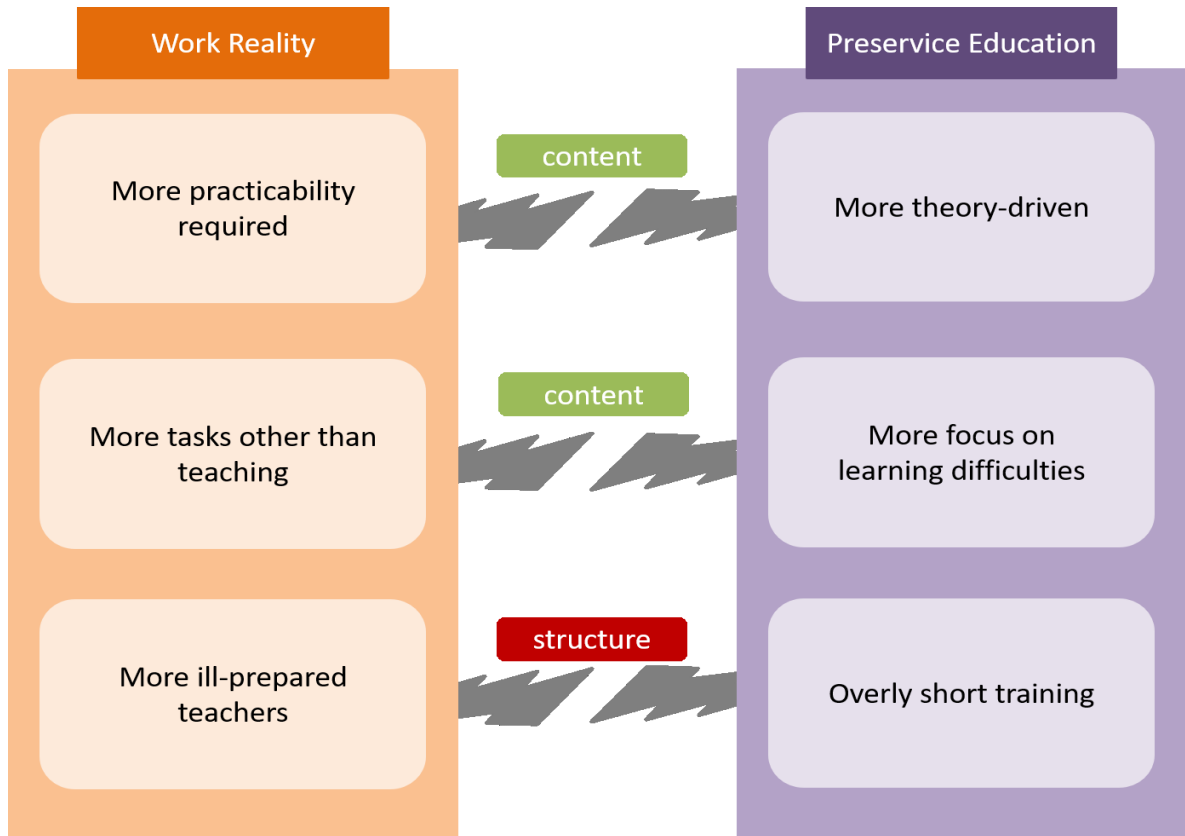 Work Reality
Preservice Education
content
More practicability
required
More theory-driven
content
More tasks other than
teaching
More focus on
learning difficulties
structure
More ill-prepared
teachers
Overly short training